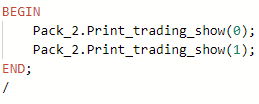 BEGIN
    Pack_2.Print_trading_show(0);
    Pack_2.Print_trading_show(1);
END;
/